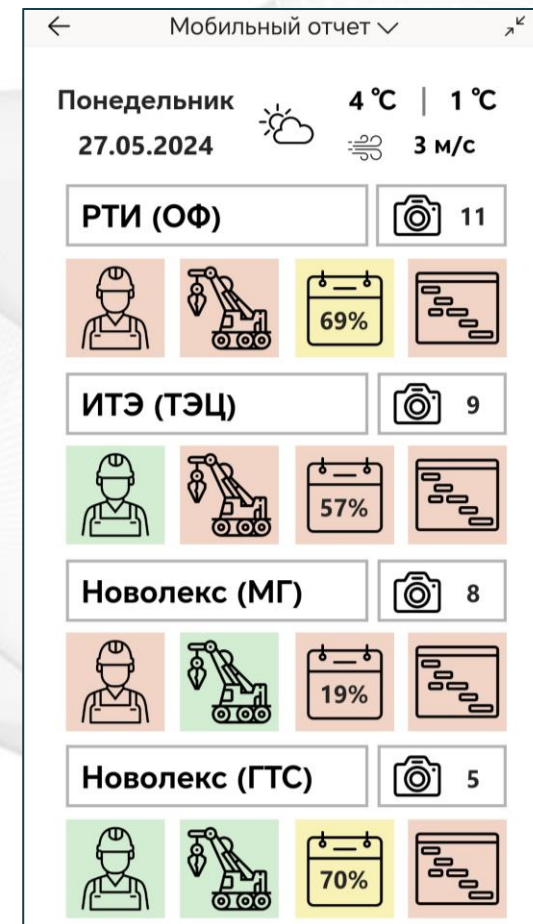 Мобильный отчет
Понедельник 4 °C | 1 °C
27.05.2024 3 м/с
РТИ (ОФ) 11
69%
ИТЭ (ТЭЦ) 9
57%
Новолекс (МГ) 8
19%
Новолекс (ГТС) 5
70%